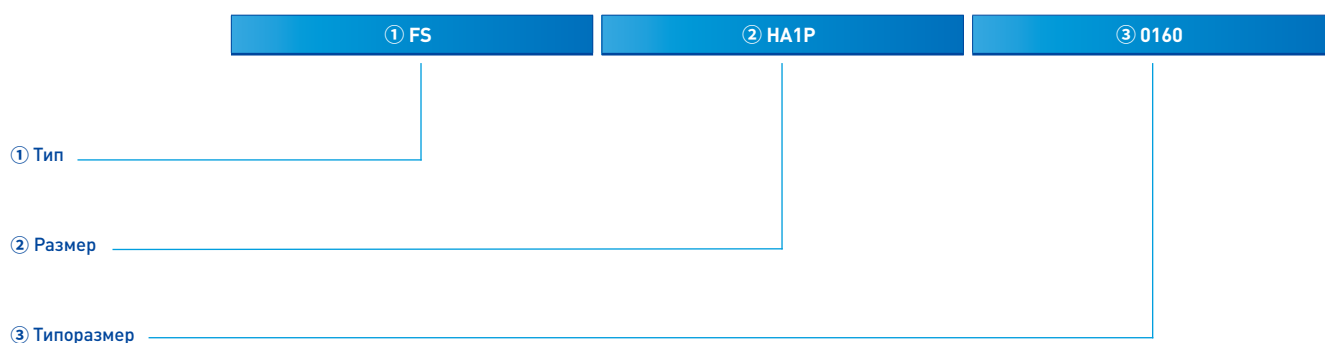 ① FS ② HA1P ③ 0160
① Тип
② Размер
③ Типоразмер